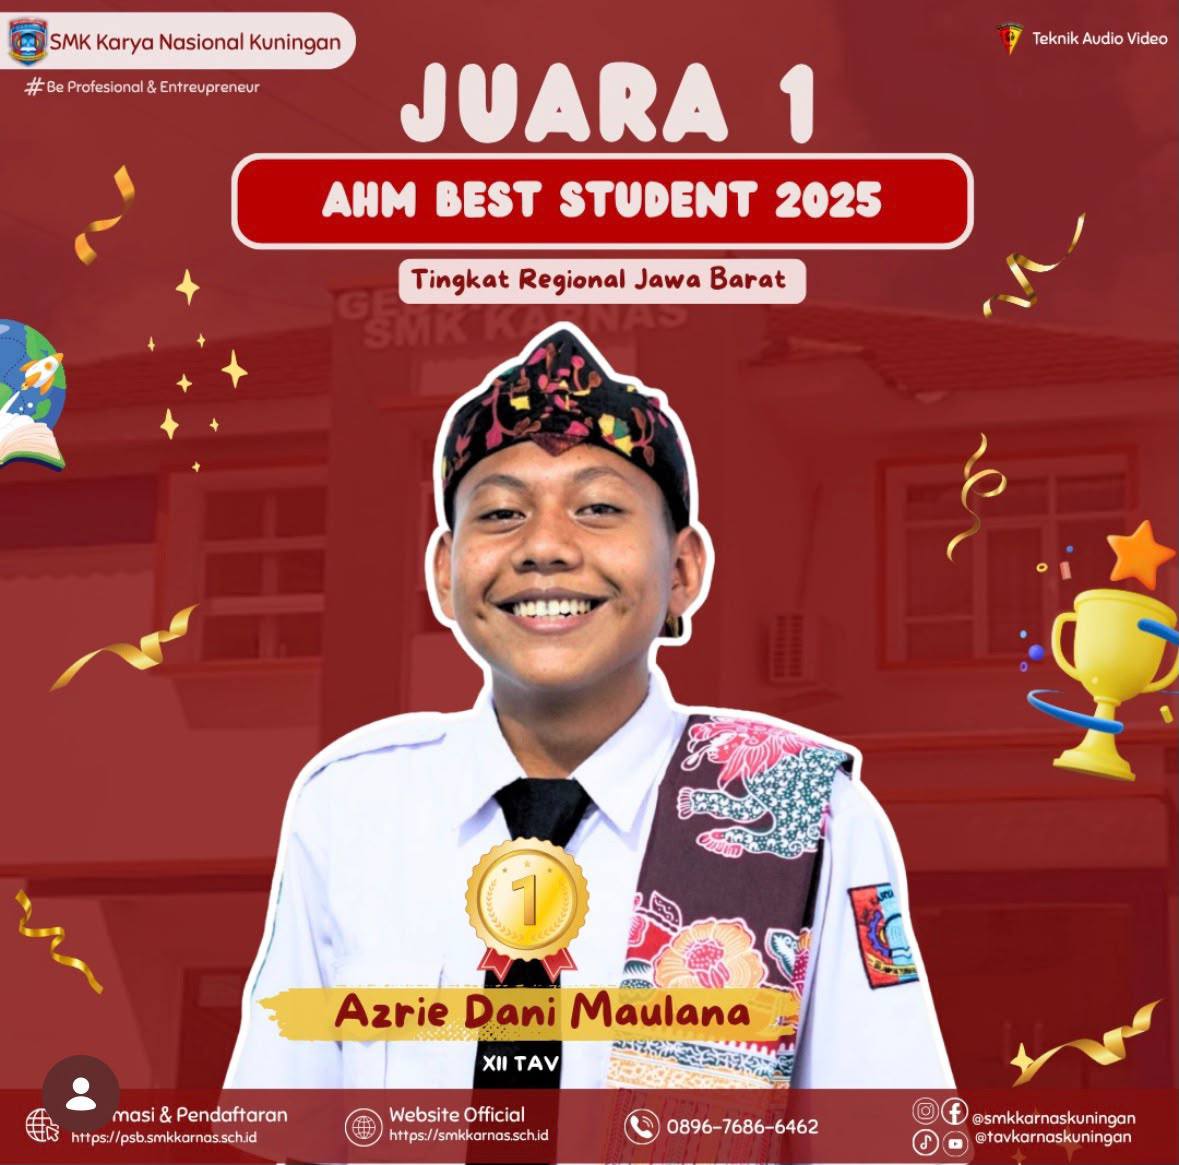 SMK Karya Nasional Kuningan
#Be Profesional & Entreupreneur
Teknik Audio Video
JUARA 1
AHM BEST STUDENT 2025
Tingkat Regional Jawa Barat
SMK KARNAS
1
Azrie Dani Maulana
XII TAV
masi & Pendaftaran
https://psb.smkkarnas.sch.id
Website Official
https://smkkarnas.sch.id
0896-7686-6462
@smkkarnaskuningan
@tavkarnaskuningan